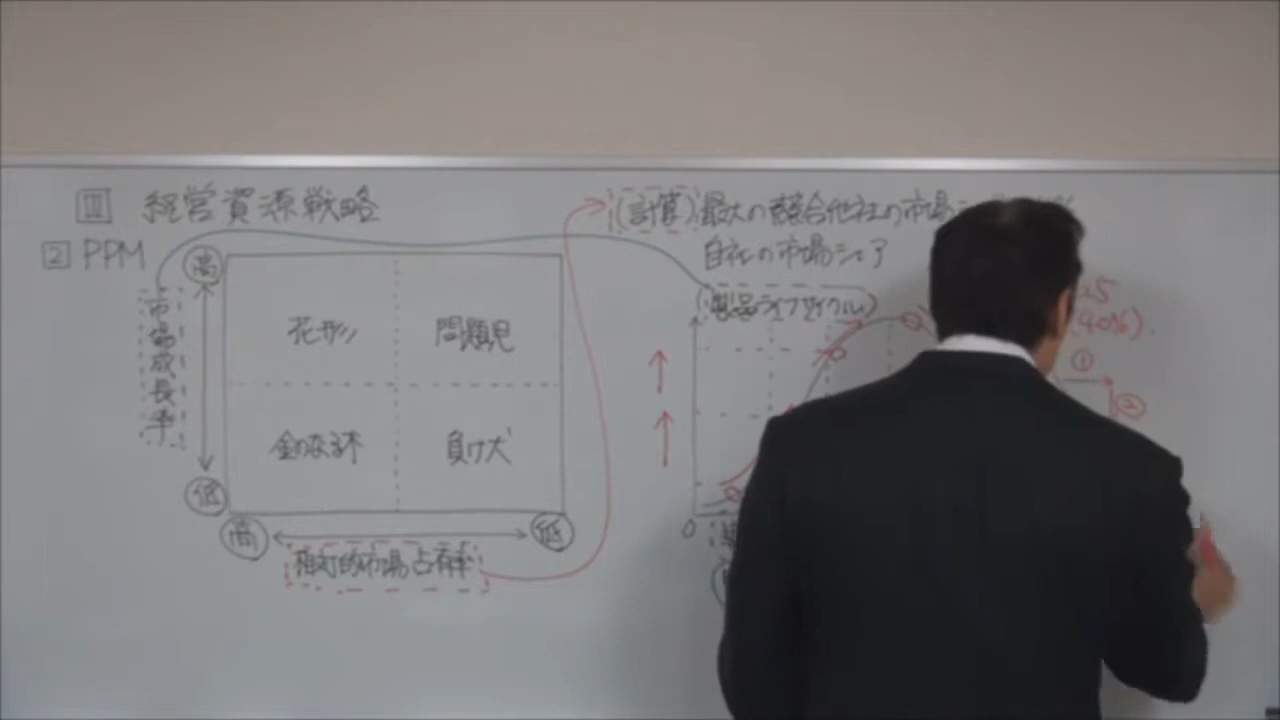 Ⅲ 経営資源戦略
2 PPM
高
市場成長率
低
花形
問題児
金のなる木
負け犬
高
低
相対的市場占有率
(計算)最大の競合他社の市場
自社の市場シェア
(製品ライフサイクル)
0
(90%).
①
②